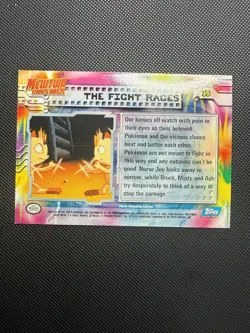 MEWTWO
STRIKES BACK
THE FIGHT RAGES
Our heroes all watch with pain in
their eyes as their beloved
Pokémon and the vicious clones
beat and batter each other.
Pokémon are not meant to fight in
this way and any outcome can't be
good. Nurse Joy looks away in
sorrow, while Brock, Misty and Ash
try desperately to think of a way to
stop the carnage.
Topps